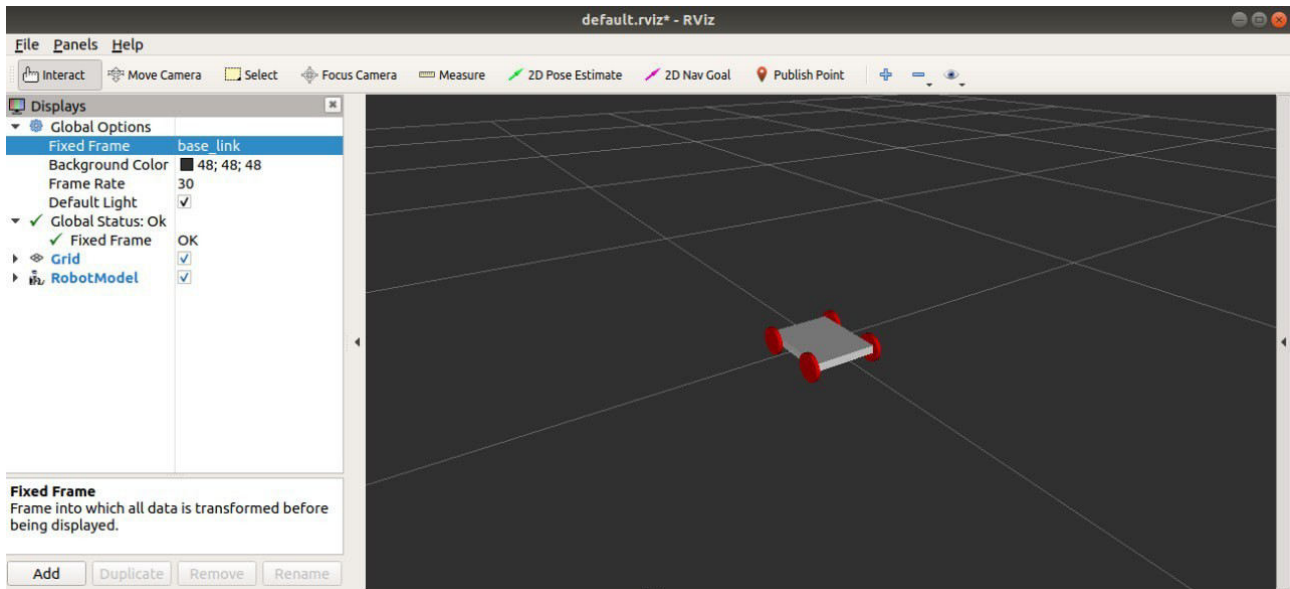 default.rviz* - RViz
File Panels Help
Interact Move Camera Select Focus Camera Measure 2D Pose Estimate 2D Nav Goal Publish Point
Displays
Global Options
Fixed Frame base_link
Background Color 48; 48; 48
Frame Rate 30
Default Light
Global Status: Ok
Fixed Frame OK
Grid
RobotModel
Fixed Frame
Frame into which all data is transformed before
being displayed.
Add Duplicate Remove Rename